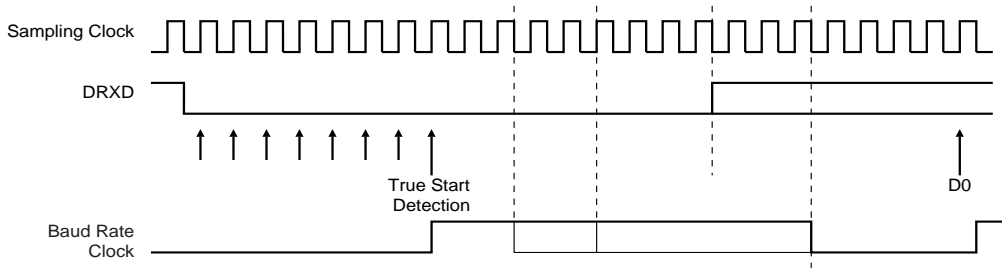 Sampling Clock
DRXD
True Start
Detection
D0
Baud Rate
Clock